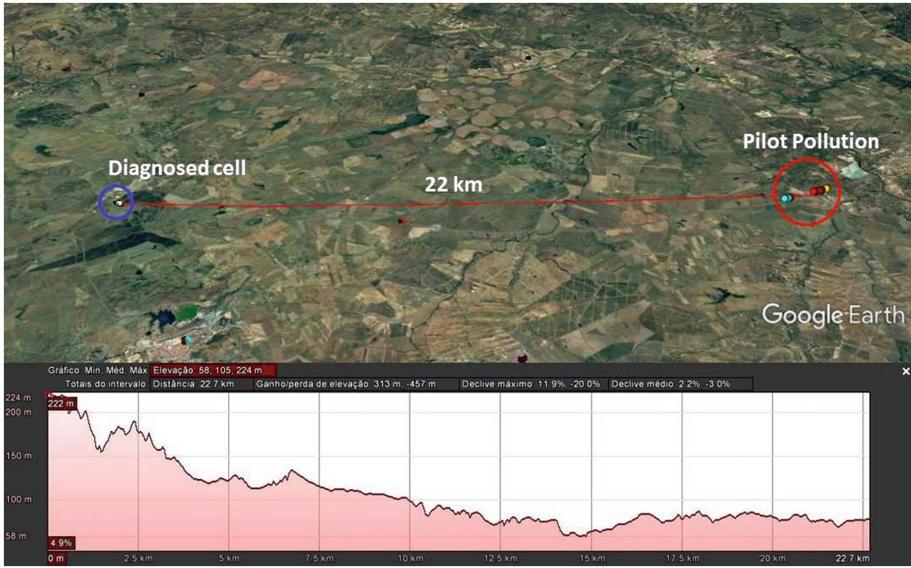 Pilot Pollution
Diagnosed cell
22 km
Google Earth
Gráfico Min. Méd. Máx. Elevação: 58, 105, 224 m
Totais do intervalo: Distância: 22.7 km Ganho/perda de elevação: 313 m, -457 m Declive máximo: 11.9%, -20.0% Declive médio: 2.2%, -3.0%
224 m
222 m
200 m
150 m
100 m
58 m
4.9%
0 m 2.5 km 5 km 7.5 km 10 km 12.5 km 15 km 17.5 km 20 km 22.7 km